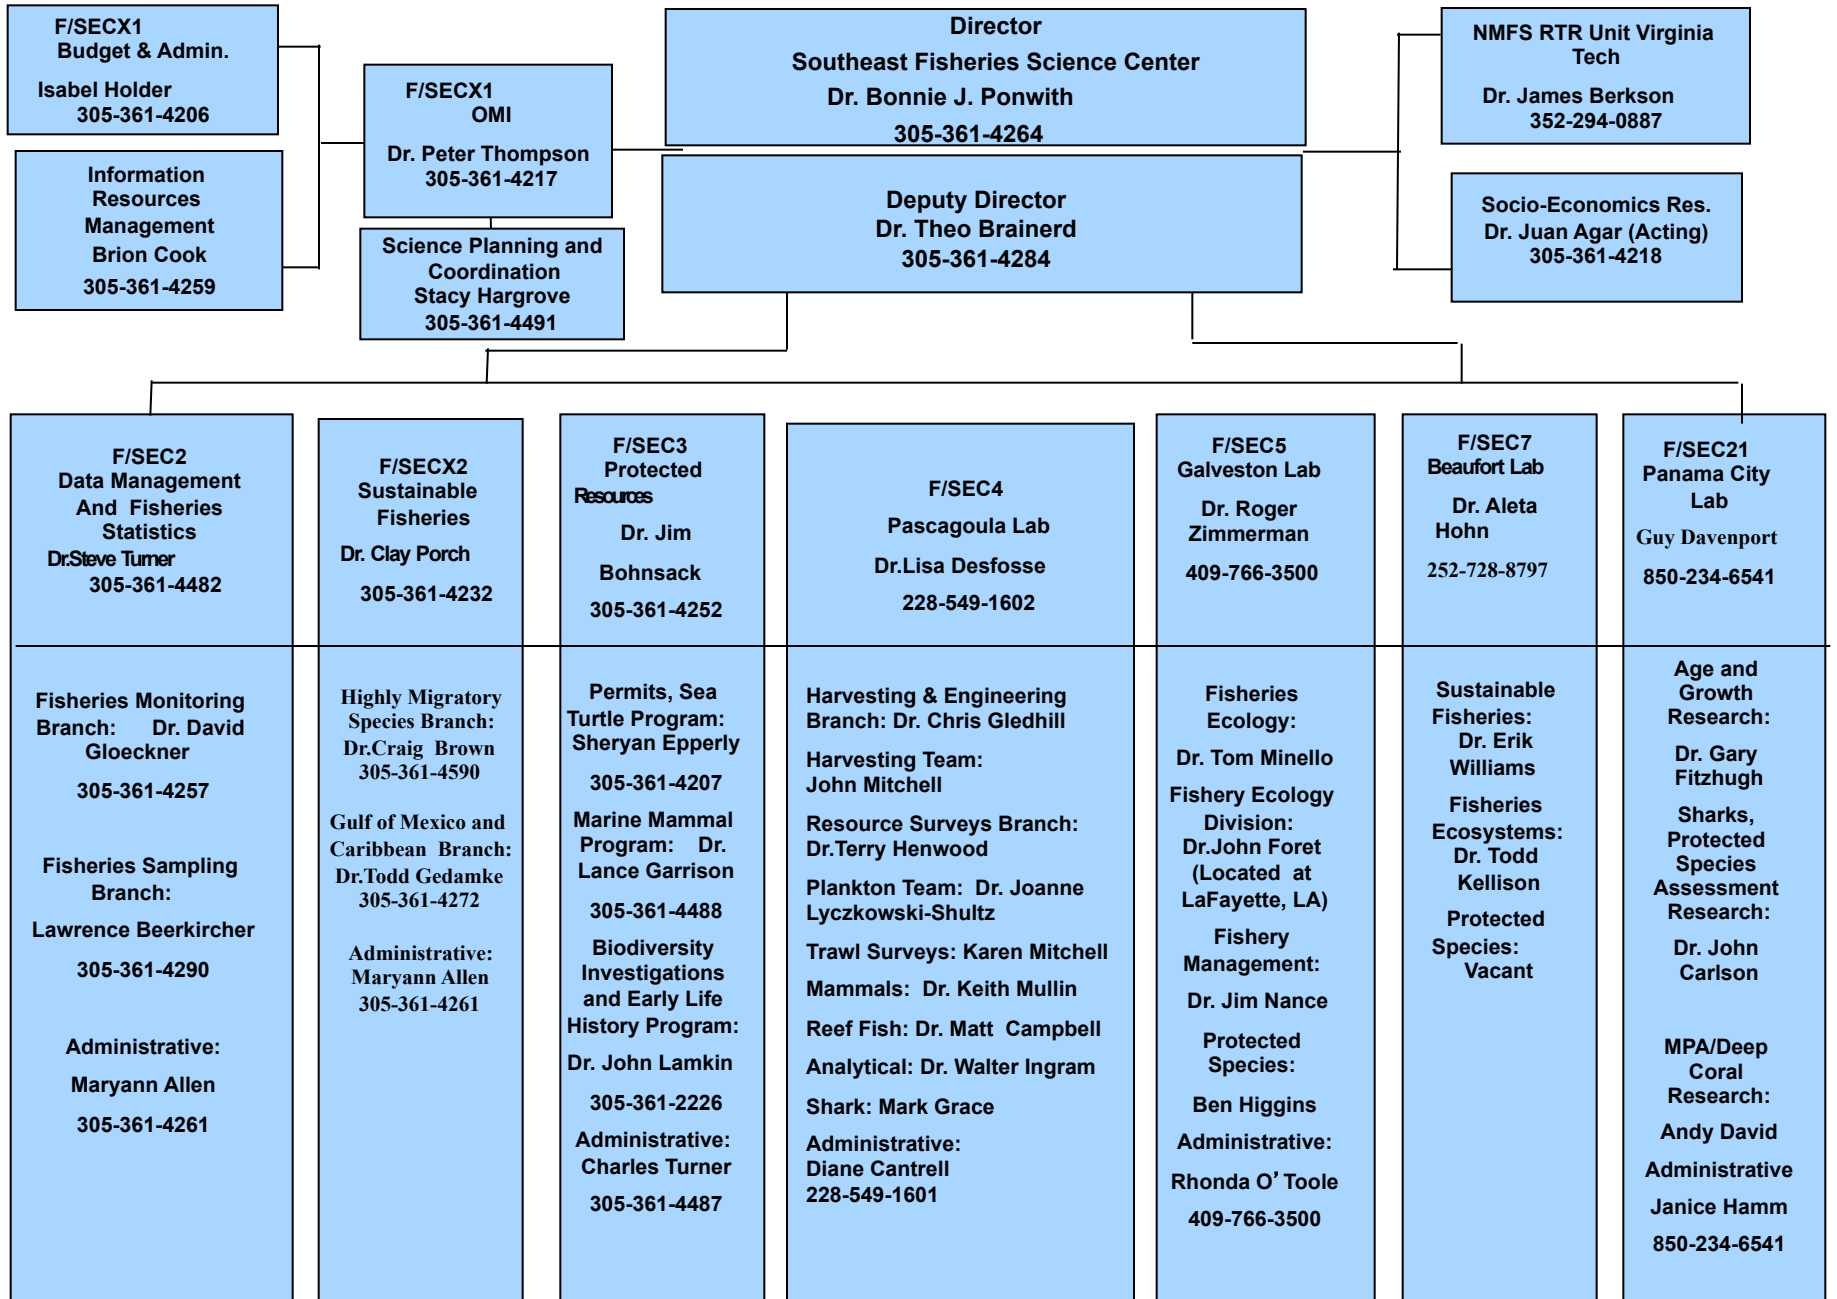 F/SECX1
Budget & Admin.
Isabel Holder
305-361-4206
Information
Resources
Management
Brion Cook
305-361-4259
F/SECX1
OMI
Dr. Peter Thompson
305-361-4217
Science Planning and
Coordination
Stacy Hargrove
305-361-4491
Director
Southeast Fisheries Science Center
Dr. Bonnie J. Ponwith
305-361-4264
Deputy Director
Dr. Theo Brainerd
305-361-4284
NMFS RTR Unit Virginia
Tech
Dr. James Berkson
352-294-0887
Socio-Economics Res.
Dr. Juan Agar (Acting)
305-361-4218
F/SEC2
Data Management
And Fisheries
Statistics
Dr.Steve Turner
305-361-4482
Fisheries Monitoring
Branch: Dr. David
Gloeckner
305-361-4257
Fisheries Sampling
Branch:
Lawrence Beerkircher
305-361-4290
Administrative:
Maryann Allen
305-361-4261
F/SECX2
Sustainable
Fisheries
Dr. Clay Porch
305-361-4232
Highly Migratory
Species Branch:
Dr.Craig Brown
305-361-4590
Gulf of Mexico and
Caribbean Branch:
Dr.Todd Gedamke
305-361-4272
Administrative:
Maryann Allen
305-361-4261
F/SEC3
Protected
Resources
Dr. Jim
Bohnsack
305-361-4252
Permits, Sea
Turtle Program:
Sheryan Epperly
305-361-4207
Marine Mammal
Program: Dr.
Lance Garrison
305-361-4488
Biodiversity
Investigations
and Early Life
History Program:
Dr. John Lamkin
305-361-2226
Administrative:
Charles Turner
305-361-4487
F/SEC4
Pascagoula Lab
Dr.Lisa Desfosse
228-549-1602
Harvesting & Engineering
Branch: Dr. Chris Gledhill
Harvesting Team:
John Mitchell
Resource Surveys Branch:
Dr.Terry Henwood
Plankton Team: Dr. Joanne
Lyczkowski-Shultz
Trawl Surveys: Karen Mitchell
Mammals: Dr. Keith Mullin
Reef Fish: Dr. Matt Campbell
Analytical: Dr. Walter Ingram
Shark: Mark Grace
Administrative:
Diane Cantrell
228-549-1601
F/SEC5
Galveston Lab
Dr. Roger
Zimmerman
409-766-3500
Fisheries
Ecology:
Dr. Tom Minello
Fishery Ecology
Division:
Dr.John Foret
(Located at
LaFayette, LA)
Fishery
Management:
Dr. Jim Nance
Protected
Species:
Ben Higgins
Administrative:
Rhonda O’ Toole
409-766-3500
F/SEC7
Beaufort Lab
Dr. Aleta
Hohn
252-728-8797
Sustainable
Fisheries:
Dr. Erik
Williams
Fisheries
Ecosystems:
Dr. Todd
Kellison
Protected
Species:
Vacant
F/SEC21
Panama City
Lab
Guy Davenport
850-234-6541
Age and
Growth
Research:
Dr. Gary
Fitzhugh
Sharks,
Protected
Species
Assessment
Research:
Dr. John
Carlson
MPA/Deep
Coral
Research:
Andy David
Administrative
Janice Hamm
850-234-6541